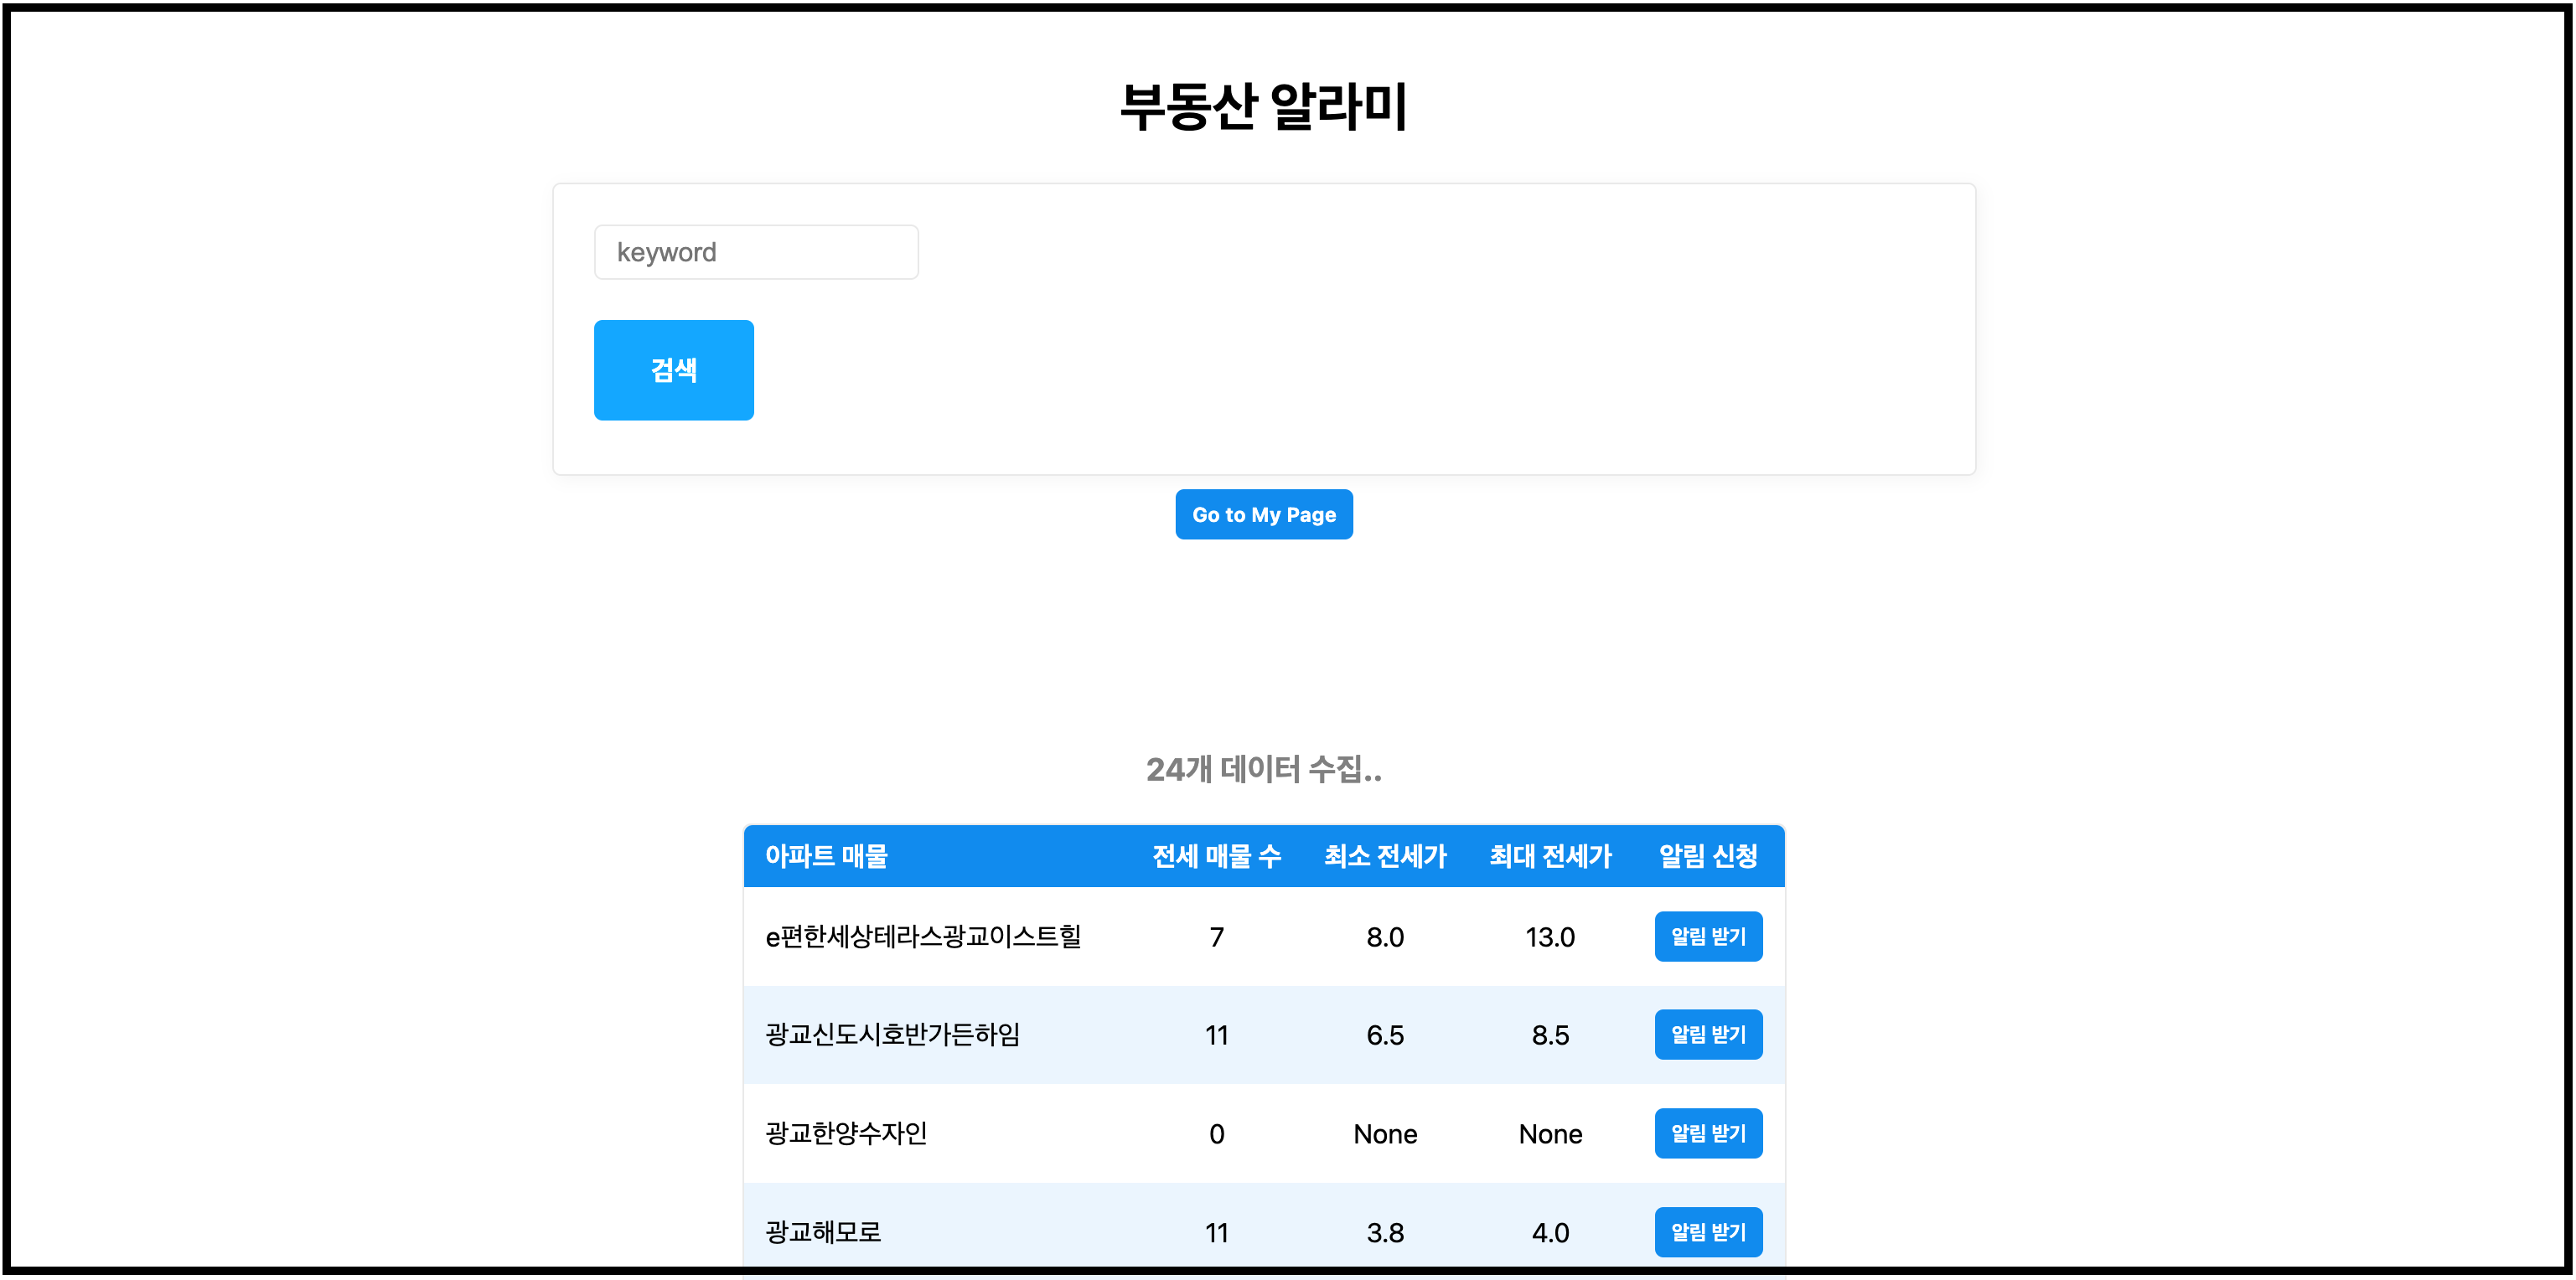 부동산 알라미
keyword
검색
Go to My Page
24개 데이터 수집..
아파트 매물 전세 매물 수 최소 전세가 최대 전세가 알림 신청
e편한세상테라스광교이스트힐 7 8.0 13.0 알림 받기
광교신도시호반가든하임 11 6.5 8.5 알림 받기
광교한양수자인 0 None None 알림 받기
광교해모로 11 3.8 4.0 알림 받기